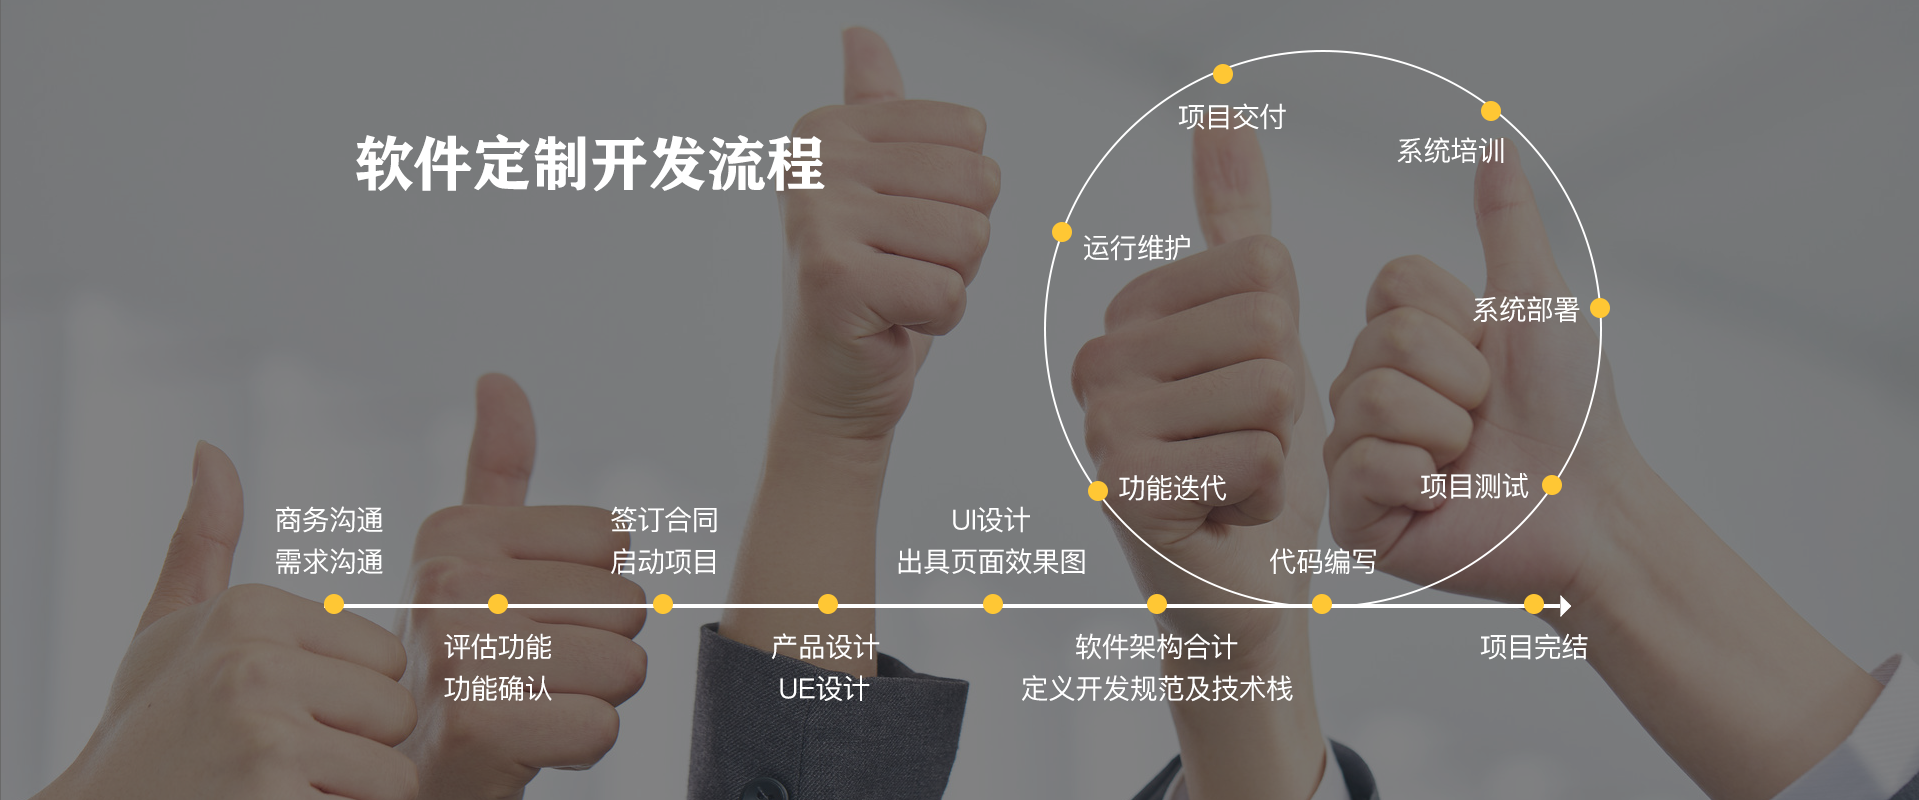 软件定制开发流程
项目交付
系统培训
运行维护
系统部署
功能迭代
项目测试
商务沟通
需求沟通
签订合同
启动项目
UI设计
出具页面效果图
代码编写
评估功能
功能确认
产品设计
UE设计
软件架构合计
定义开发规范及技术栈
项目完结